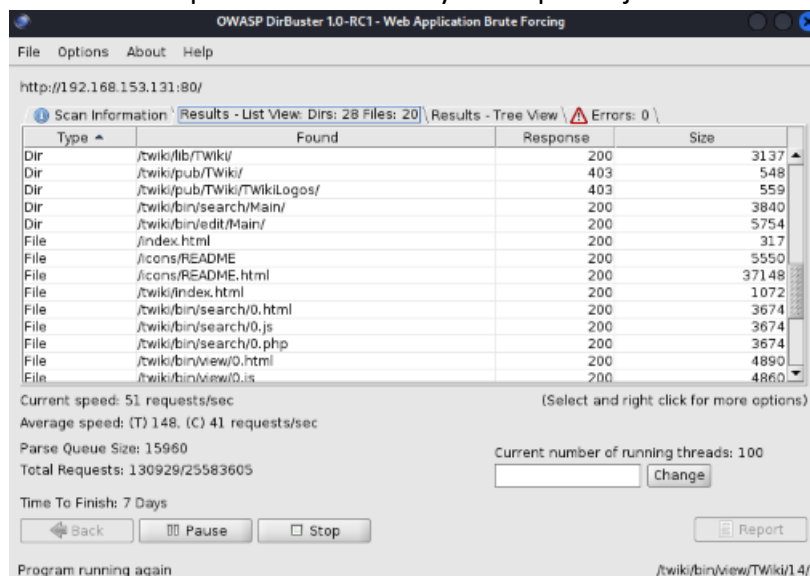 OWASP DirBuster 1.0-RC1 - Web Application Brute Forcing
File Options About Help
http://192.168.153.131:80/
Scan Information Results - List View: Dirs: 28 Files: 20 Results - Tree View Errors: 0
Type Found Response Size
Dir /twiki/lib/TWiki/ 200 3137
Dir /twiki/pub/TWiki/ 403 548
Dir /twiki/pub/TWiki/TWikiLogos/ 403 559
Dir /twiki/bin/search/Main/ 200 3840
Dir /twiki/bin/edit/Main/ 200 5754
File /index.html 200 317
File /icons/README 200 5550
File /icons/README.html 200 37148
File /twiki/index.html 200 1072
File /twiki/bin/search/0.html 200 3674
File /twiki/bin/search/0.js 200 3674
File /twiki/bin/search/0.php 200 3674
File /twiki/bin/view/0.html 200 4890
File /twiki/bin/view/0.js 200 4860
Current speed: 51 requests/sec (Select and right click for more options)
Average speed: (T) 148, (C) 41 requests/sec
Parse Queue Size: 15960 Current number of running threads: 100
Total Requests: 130929/25583605 Change
Time To Finish: 7 Days
Back Pause Stop Report
Program running again /twiki/bin/view/TWiki/14/